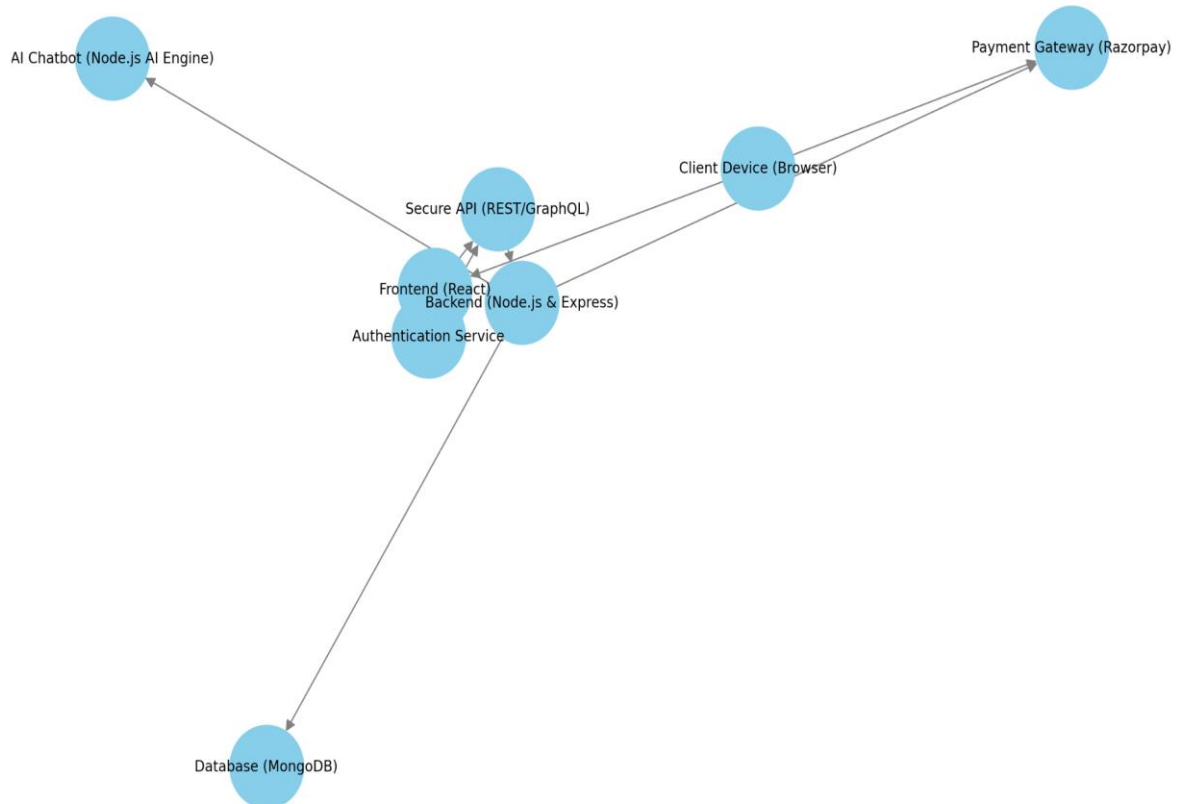 AI Chatbot (Node.js AI Engine)
Payment Gateway (Razorpay)
Client Device (Browser)
Secure API (REST/GraphQL)
Frontend (React)
Backend (Node.js & Express)
Authentication Service
Database (MongoDB)